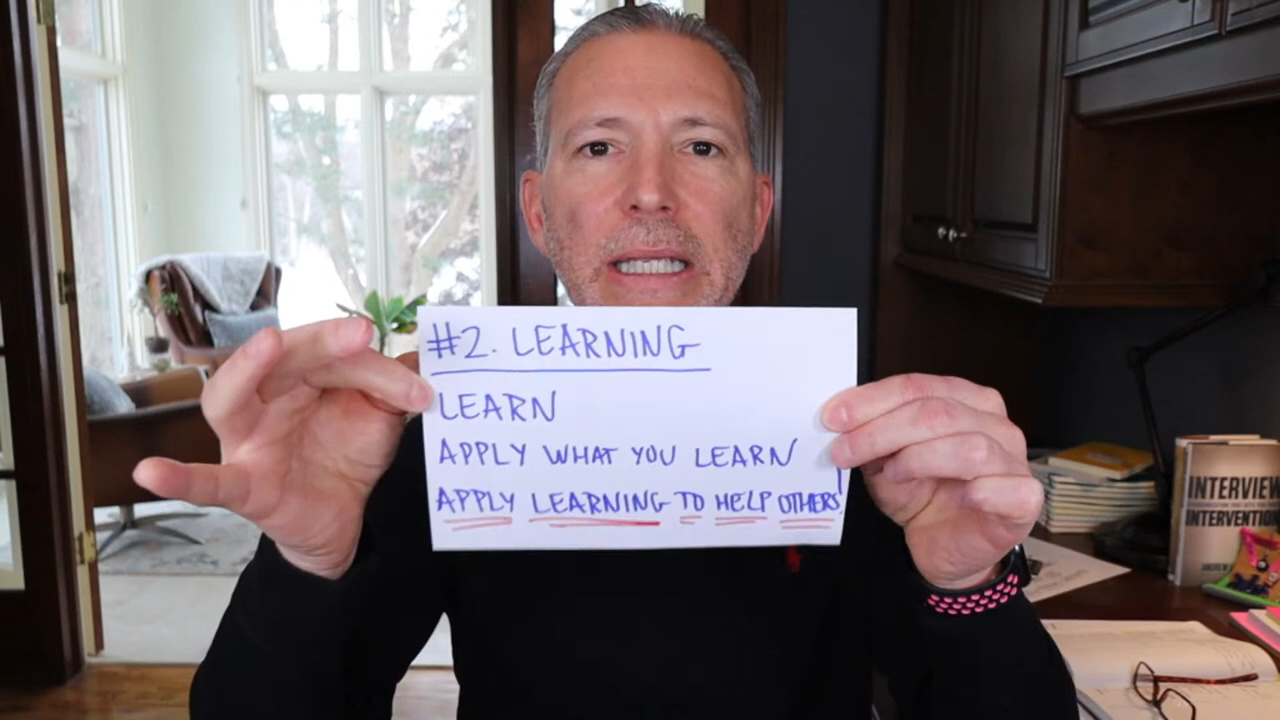 #2. LEARNING
LEARN
APPLY WHAT YOU LEARN
APPLY LEARNING TO HELP OTHERS!
INTERVIEW
INTERVENTION